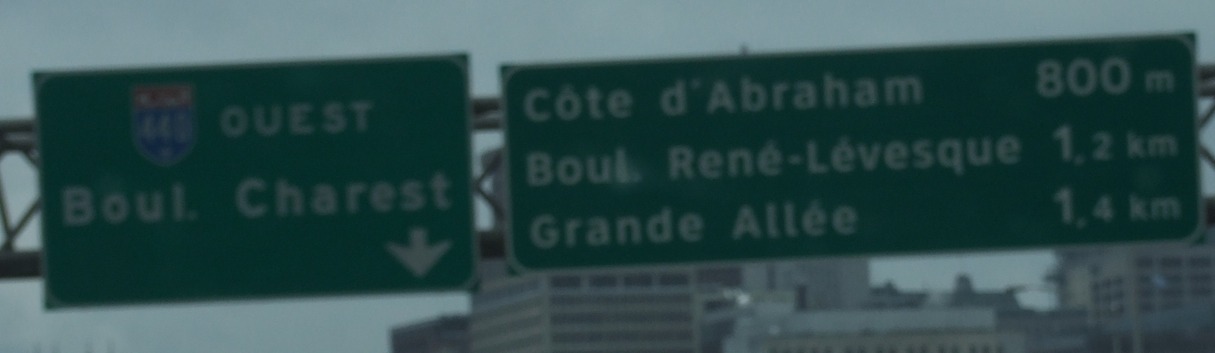 440 OUEST
Boul. Charest
Côte d'Abraham 800 m
Boul. René-Lévesque 1,2 km
Grande Allée 1,4 km